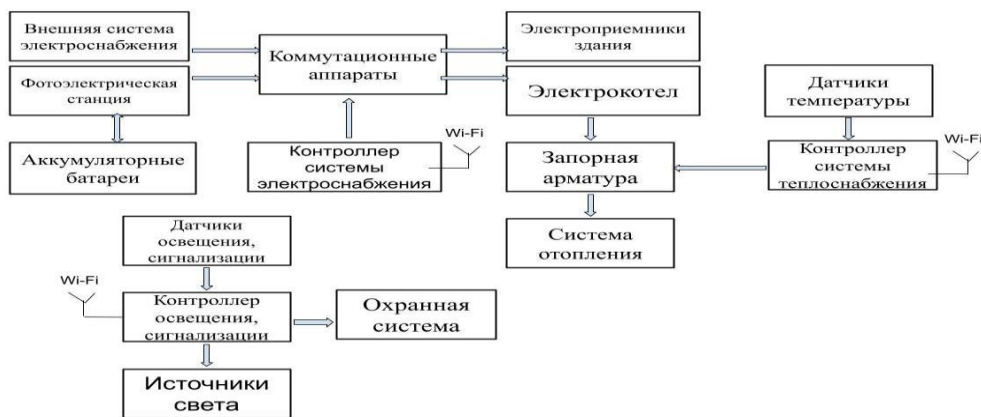 Внешняя система
электроснабжения
Фотоэлектрическая
станция
Аккумуляторные
батареи
Коммутационные
аппараты
Контроллер
системы
электроснабжения
Wi-Fi
Электроприемники
здания
Электрокотел
Запорная
арматура
Система
отопления
Датчики
температуры
Контроллер
системы
теплоснабжения
Wi-Fi
Датчики
освещения,
сигнализации
Wi-Fi
Контроллер
освещения,
сигнализации
Охранная
система
Источники
света